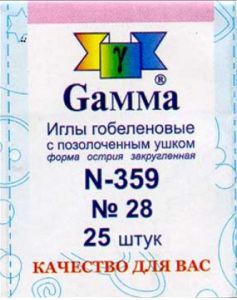 γ
®
Gamma
Иглы гобеленовые
с позолоченным ушком
форма острия закругленная
N-359
№ 28
25 штук
КАЧЕСТВО ДЛЯ ВАС